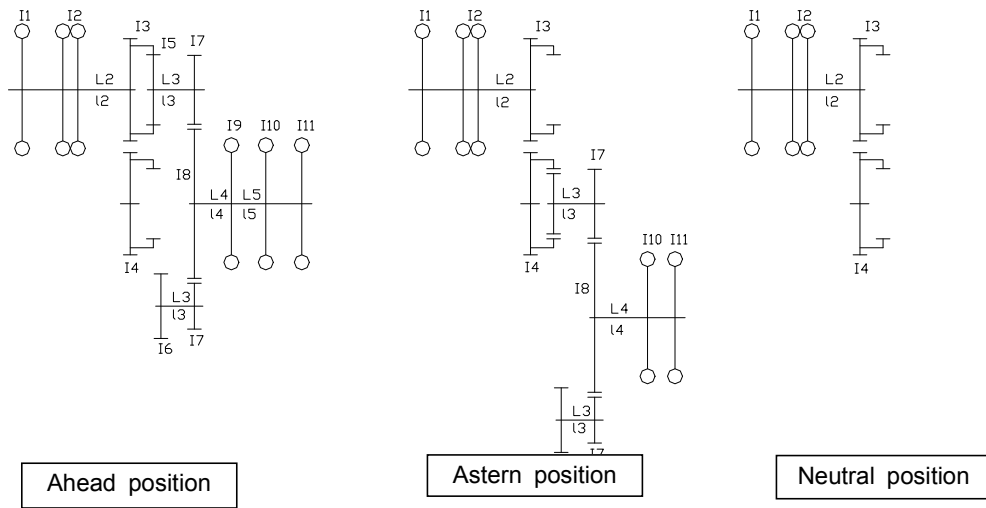 I1 I2 I3
I5 I7
L2 L3
l2 l3
I9 I10 I11
I8
L4 L5
l4 l5
I4
L3
l3
I6 I7
Ahead position
I1 I2 I3
L2
l2
I7
L3
l3
I4
I10 I11
I8
L4
l4
L3
l3
I7
Astern position
I1 I2 I3
L2
l2
I4
Neutral position